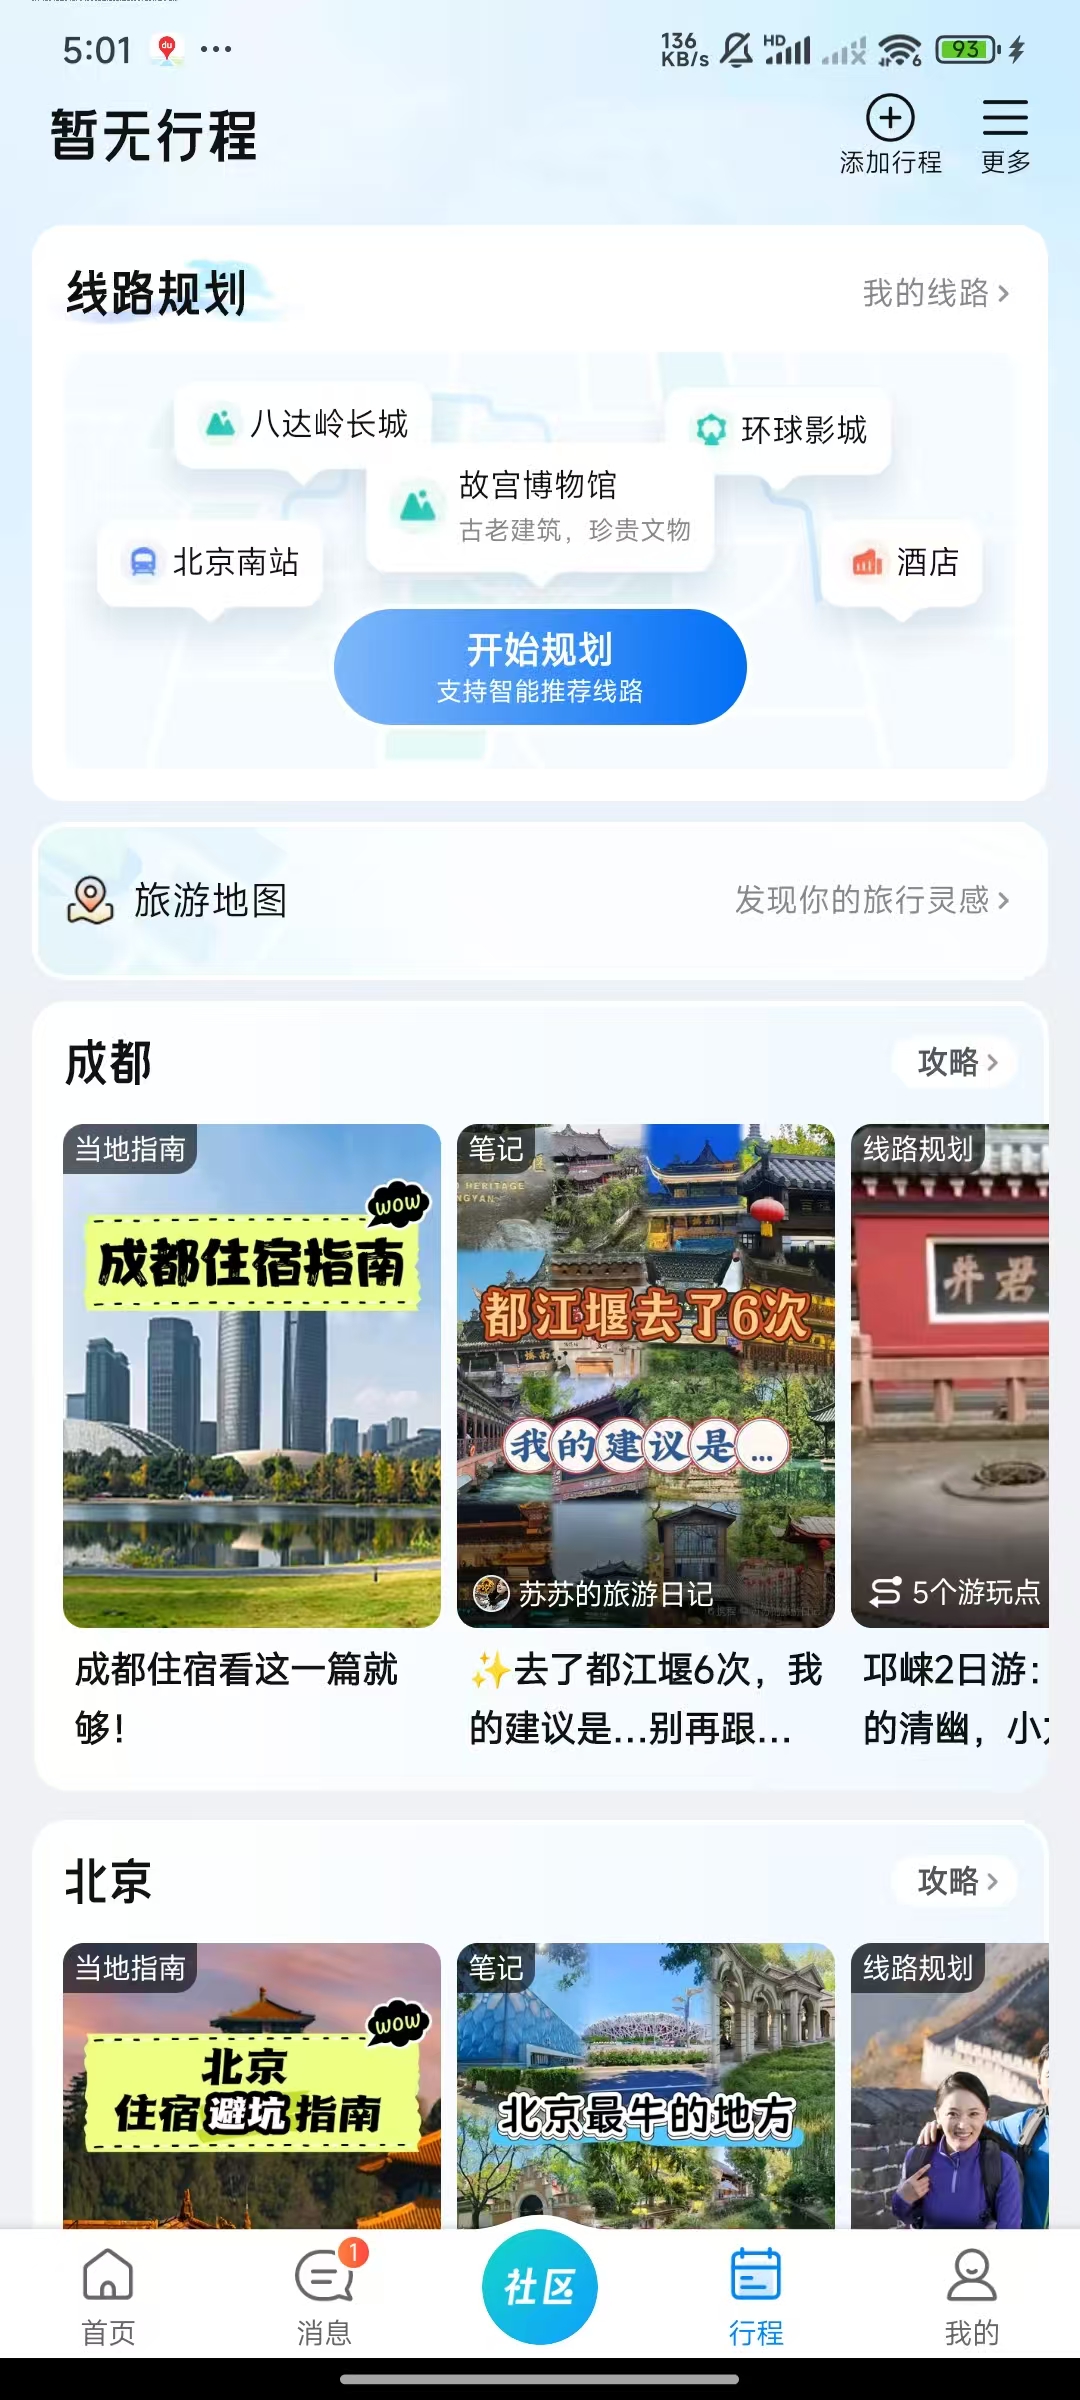 5:01
136
KB/s
HD
6
93
暂无行程
添加行程
更多
线路规划
我的线路
八达岭长城
环球影城
故宫博物馆
古老建筑，珍贵文物
北京南站
酒店
开始规划
支持智能推荐线路
旅游地图
发现你的旅行灵感
成都
攻略
当地指南
wow
成都住宿指南
笔记
HERITAGE
都江堰去了6次
我的建议是...
苏苏的旅游日记
线路规划
井君
5个游玩点
成都住宿看这一篇就
够！
✨去了都江堰6次，我
的建议是...别再跟...
邛崃2日游：
的清幽，小
北京
攻略
当地指南
wow
北京
住宿避坑指南
笔记
北京最牛的地方
线路规划
首页
消息
1
社区
行程
我的